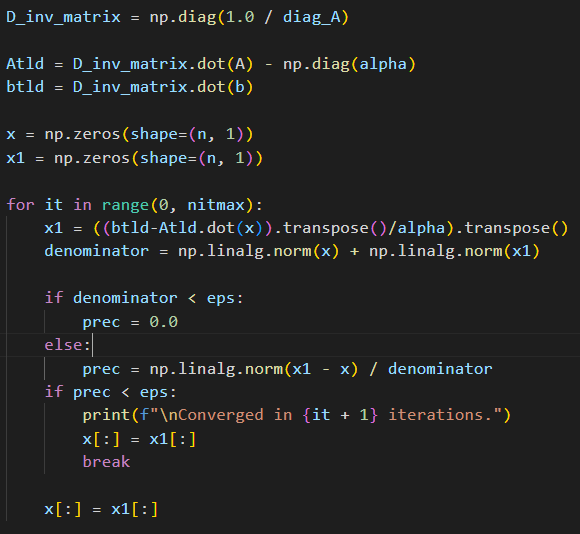 D_inv_matrix = np.diag(1.0 / diag_A)
Atld = D_inv_matrix.dot(A) - np.diag(alpha)
btld = D_inv_matrix.dot(b)
x = np.zeros(shape=(n, 1))
x1 = np.zeros(shape=(n, 1))
for it in range(0, nitmax):
    x1 = ((btld-Atld.dot(x)).transpose()/alpha).transpose()
    denominator = np.linalg.norm(x) + np.linalg.norm(x1)
    if denominator < eps:
        prec = 0.0
    else:
        prec = np.linalg.norm(x1 - x) / denominator
    if prec < eps:
        print(f"\nConverged in {it + 1} iterations.")
        x[:] = x1[:]
        break
    x[:] = x1[:]